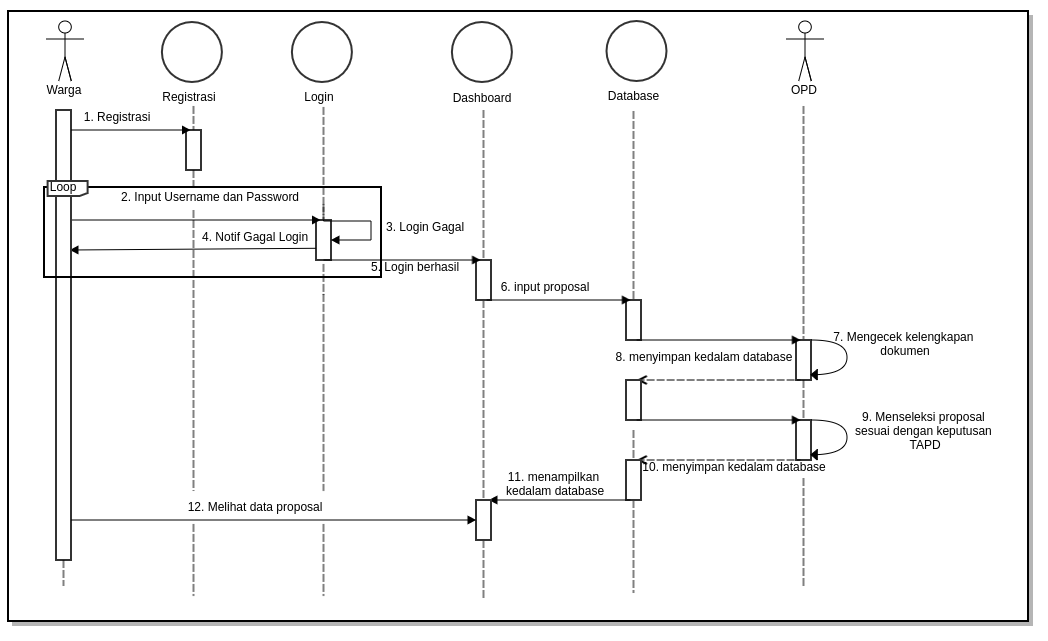 Warga
Registrasi
Login
Dashboard
Database
OPD
1. Registrasi
Loop
2. Input Username dan Password
3. Login Gagal
4. Notif Gagal Login
5. Login berhasil
6. input proposal
7. Mengecek kelengkapan
dokumen
8. menyimpan kedalam database
9. Menseleksi proposal
sesuai dengan keputusan
TAPD
10. menyimpan kedalam database
11. menampilkan
kedalam database
12. Melihat data proposal